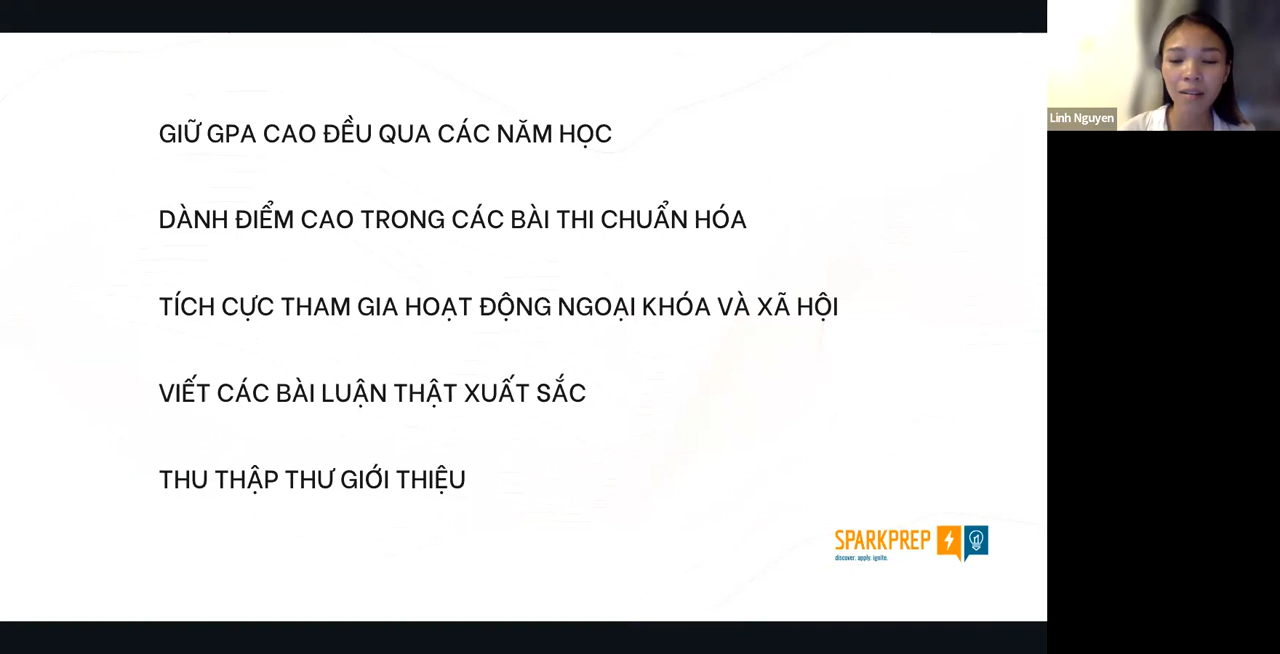 GIỮ GPA CAO ĐỀU QUA CÁC NĂM HỌC
DÀNH ĐIỂM CAO TRONG CÁC BÀI THI CHUẨN HÓA
TÍCH CỰC THAM GIA HOẠT ĐỘNG NGOẠI KHÓA VÀ XÃ HỘI
VIẾT CÁC BÀI LUẬN THẬT XUẤT SẮC
THU THẬP THƯ GIỚI THIỆU
SPARKPREP
discover. apply. ignite.
Linh Nguyen